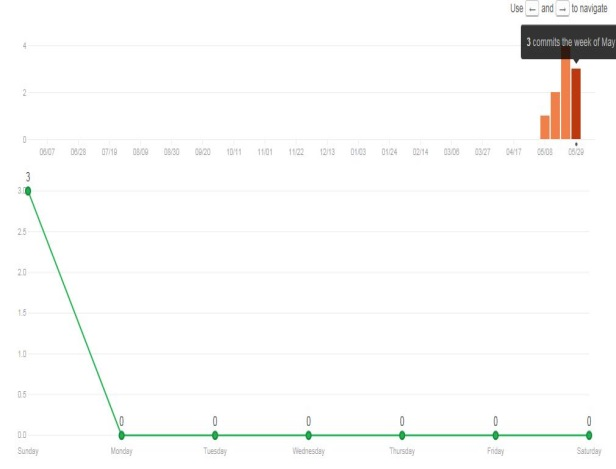 Use ← and → to navigate
3 commits the week of May
4
2
0
06/07 06/28 07/19 08/09 08/30 09/20 10/11 11/01 11/22 12/13 01/03 01/24 02/14 03/06 03/27 04/17 05/08 05/29
3
3.0
2.5
2.0
1.5
1.0
0.5
0 0 0 0 0 0
0.0
Sunday Monday Tuesday Wednesday Thursday Friday Saturday